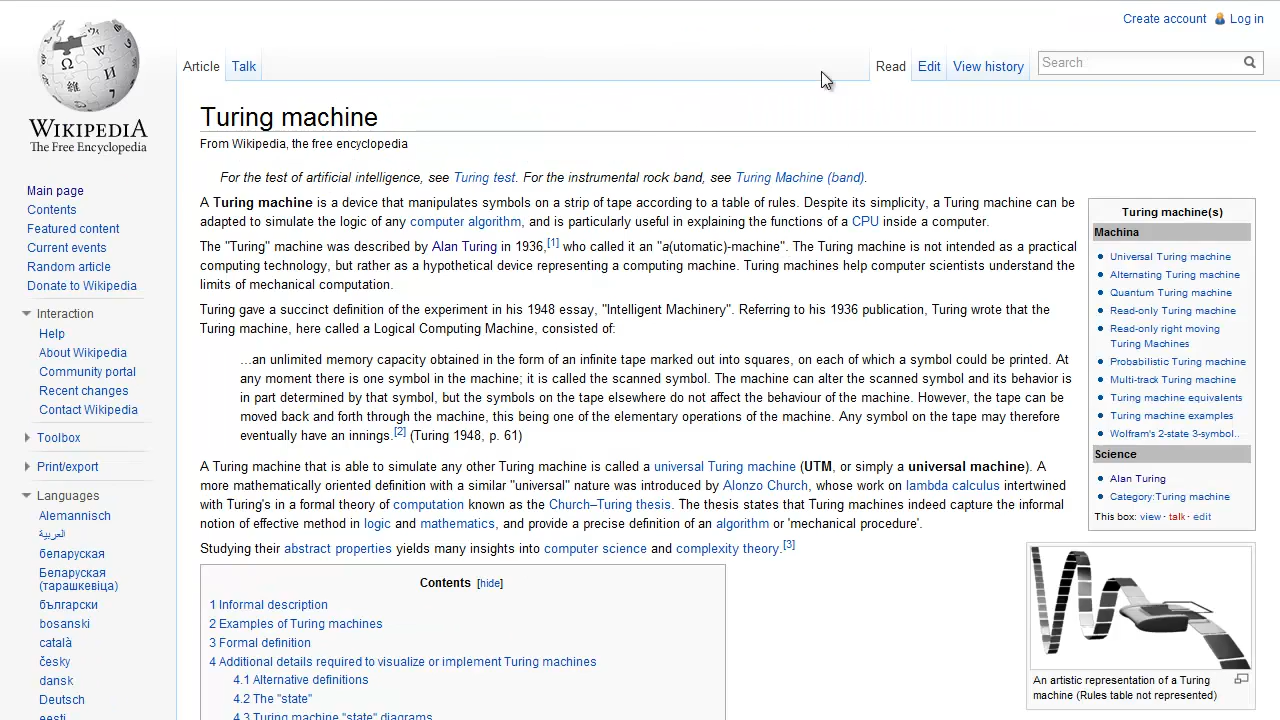 Create account Log in
Article Talk Read Edit View history Search
WIKIPEDIA
The Free Encyclopedia
Main page
Contents
Featured content
Current events
Random article
Donate to Wikipedia
Interaction
Help
About Wikipedia
Community portal
Recent changes
Contact Wikipedia
Toolbox
Print/export
Languages
Alemannisch
العربية
беларуская
Беларуская
(тарашкевіца)
български
bosanski
català
česky
dansk
Deutsch
eesti
Turing machine
From Wikipedia, the free encyclopedia
For the test of artificial intelligence, see Turing test. For the instrumental rock band, see Turing Machine (band).
A Turing machine is a device that manipulates symbols on a strip of tape according to a table of rules. Despite its simplicity, a Turing machine can be
adapted to simulate the logic of any computer algorithm, and is particularly useful in explaining the functions of a CPU inside a computer.
The "Turing" machine was described by Alan Turing in 1936,[1] who called it an "a(utomatic)-machine". The Turing machine is not intended as a practical
computing technology, but rather as a hypothetical device representing a computing machine. Turing machines help computer scientists understand the
limits of mechanical computation.
Turing gave a succinct definition of the experiment in his 1948 essay, "Intelligent Machinery". Referring to his 1936 publication, Turing wrote that the
Turing machine, here called a Logical Computing Machine, consisted of:
...an unlimited memory capacity obtained in the form of an infinite tape marked out into squares, on each of which a symbol could be printed. At
any moment there is one symbol in the machine; it is called the scanned symbol. The machine can alter the scanned symbol and its behavior is
in part determined by that symbol, but the symbols on the tape elsewhere do not affect the behaviour of the machine. However, the tape can be
moved back and forth through the machine, this being one of the elementary operations of the machine. Any symbol on the tape may therefore
eventually have an innings.[2] (Turing 1948, p. 61)
A Turing machine that is able to simulate any other Turing machine is called a universal Turing machine (UTM, or simply a universal machine). A
more mathematically oriented definition with a similar "universal" nature was introduced by Alonzo Church, whose work on lambda calculus intertwined
with Turing's in a formal theory of computation known as the Church–Turing thesis. The thesis states that Turing machines indeed capture the informal
notion of effective method in logic and mathematics, and provide a precise definition of an algorithm or 'mechanical procedure'.
Studying their abstract properties yields many insights into computer science and complexity theory.[3]
Contents [hide]
1 Informal description
2 Examples of Turing machines
3 Formal definition
4 Additional details required to visualize or implement Turing machines
4.1 Alternative definitions
4.2 The "state"
4.3 Turing machine "state" diagrams
Turing machine(s)
Machina
Universal Turing machine
Alternating Turing machine
Quantum Turing machine
Read-only Turing machine
Read-only right moving
Turing Machines
Probabilistic Turing machine
Multi-track Turing machine
Turing machine equivalents
Turing machine examples
Wolfram's 2-state 3-symbol..
Science
Alan Turing
Category:Turing machine
This box: view · talk · edit
An artistic representation of a Turing
machine (Rules table not represented)